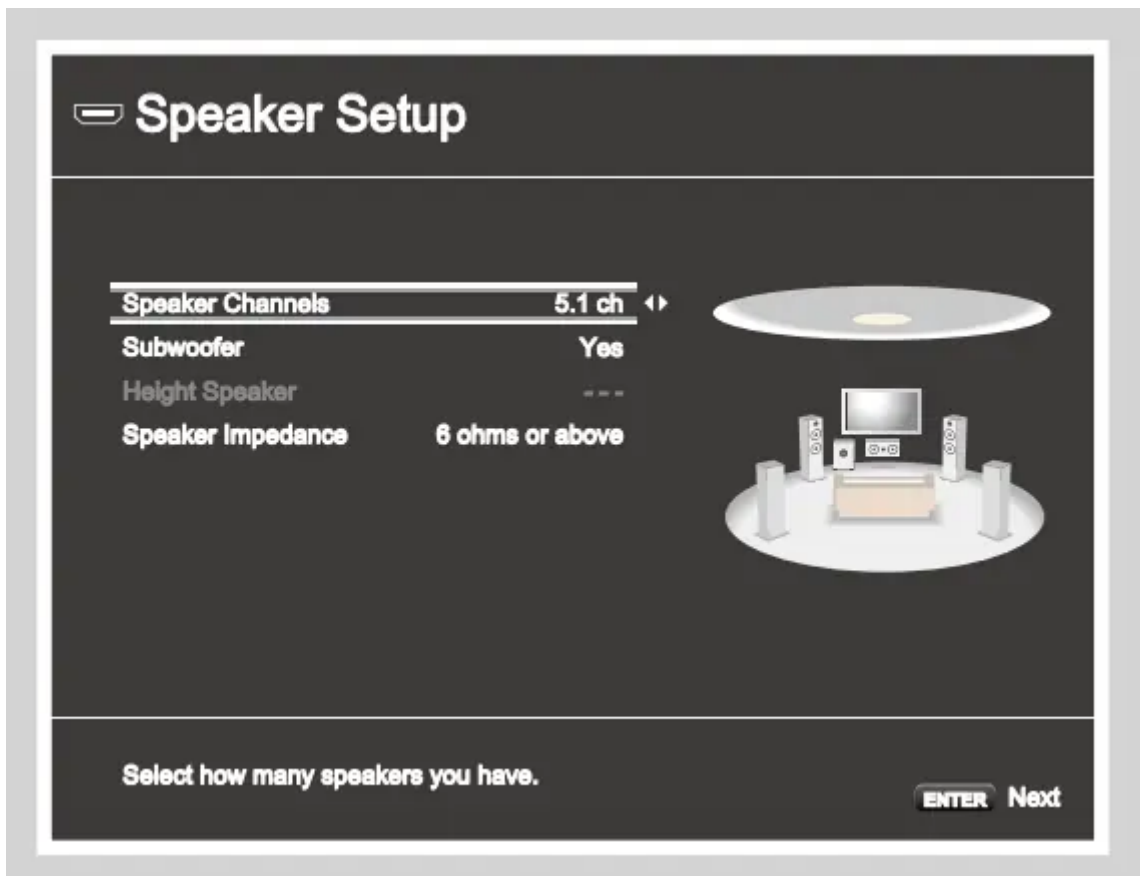 Speaker Setup
Speaker Channels 5.1 ch
Subwoofer Yes
Height Speaker ---
Speaker Impedance 6 ohms or above
Select how many speakers you have.
ENTER Next